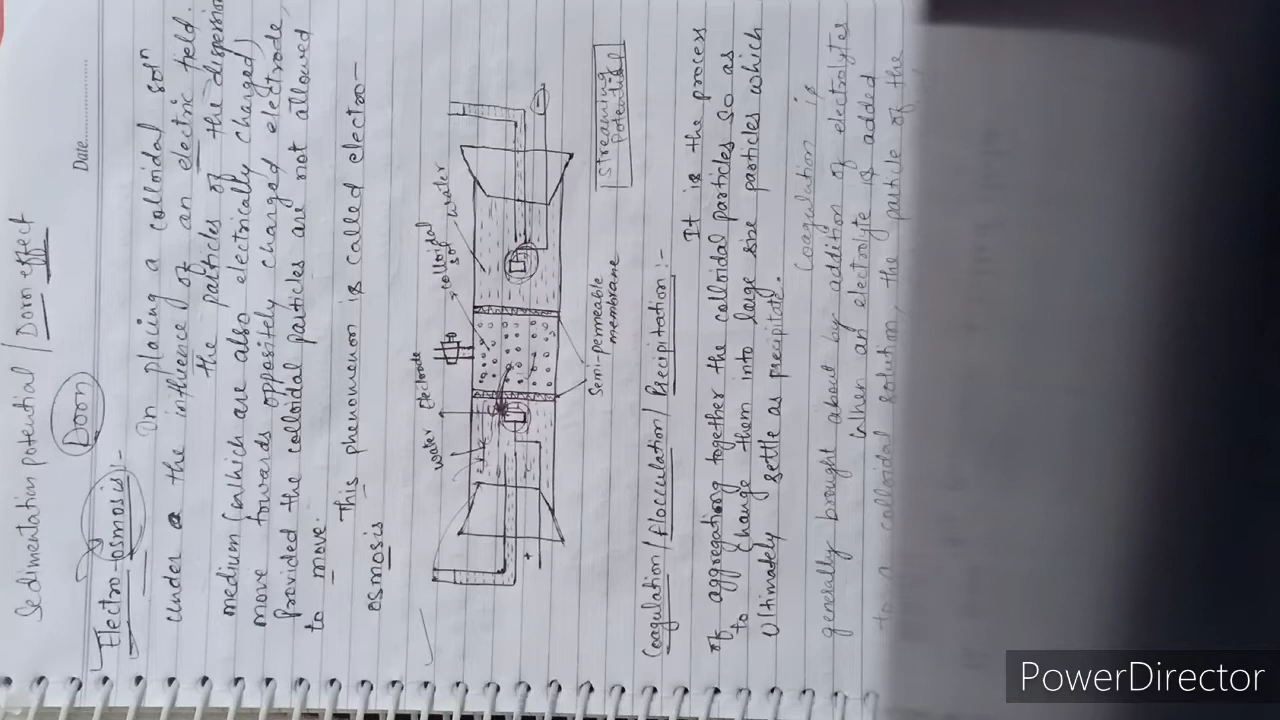 Date
Sedimentation potential / Dorn effect
Dorn
Electro-osmosis :-
On placing a colloidal solⁿ
under a the influence of an electric field.
the particles of the dispersion
medium (which are also electrically charged)
move towards oppositely charged electrode,
Provided the colloidal particles are not allowed
to move.
This phenomenon is called electro-
osmosis
water
Electrode
colloidal
sol
water
+
-
Semi-permeable
membrane
Streaming
Potential
Coagulation / Flocculation / Precipitation :-
It is the process
of aggregationg together the colloidal particles so as
to change them into large size particles which
ultimately settle as precipitate.
Coagulation is
generally brought about by addition of electrolytes
When an electrolyte is added
to a colloidal solution, the particle of the
PowerDirector